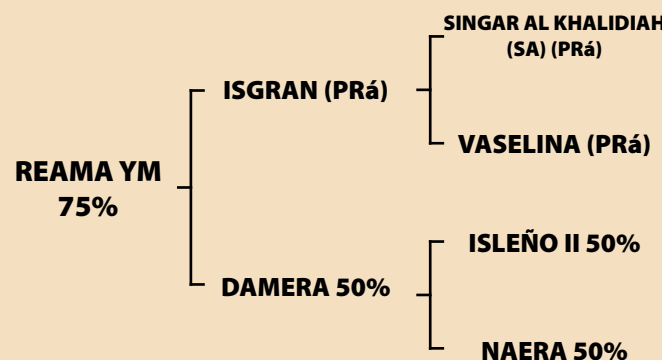 SINGAR AL KHALIDIAH
(SA) (PRá)
ISGRAN (PRá)
VASELINA (PRá)
REAMA YM
75%
ISLEÑO II 50%
DAMERA 50%
NAERA 50%